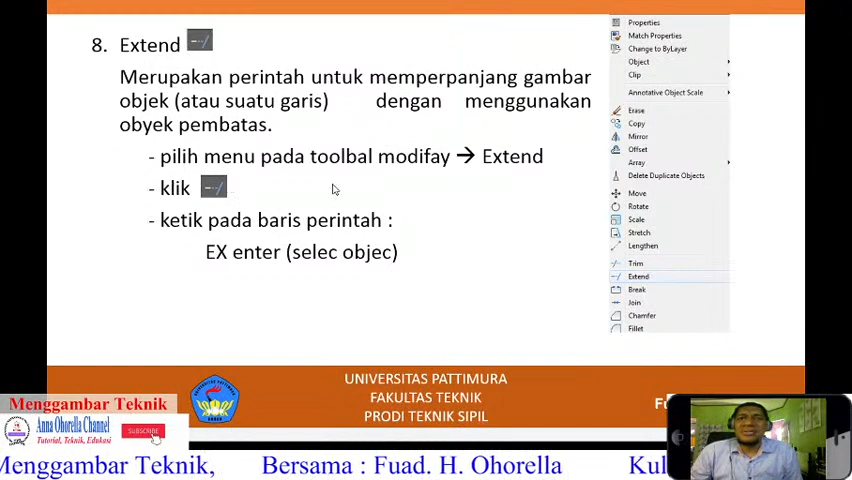 8. Extend
Merupakan perintah untuk memperpanjang gambar
objek (atau suatu garis) dengan menggunakan
obyek pembatas.
- pilih menu pada toolbal modifay → Extend
- klik
- ketik pada baris perintah :
EX enter (selec objec)
Properties
Match Properties
Change to ByLayer
Object
Clip
Annotative Object Scale
Erase
Copy
Mirror
Offset
Array
Delete Duplicate Objects
Move
Rotate
Scale
Stretch
Lengthen
Trim
Extend
Break
Join
Chamfer
Fillet
UNIVERSITAS PATTIMURA
FAKULTAS TEKNIK
PRODI TEKNIK SIPIL
Menggambar Teknik
Anna Ohorella Channel
Tutorial, Teknik, Edukasi
SUBSCRIBE
Menggambar Teknik, Bersama : Fuad. H. Ohorella Kul